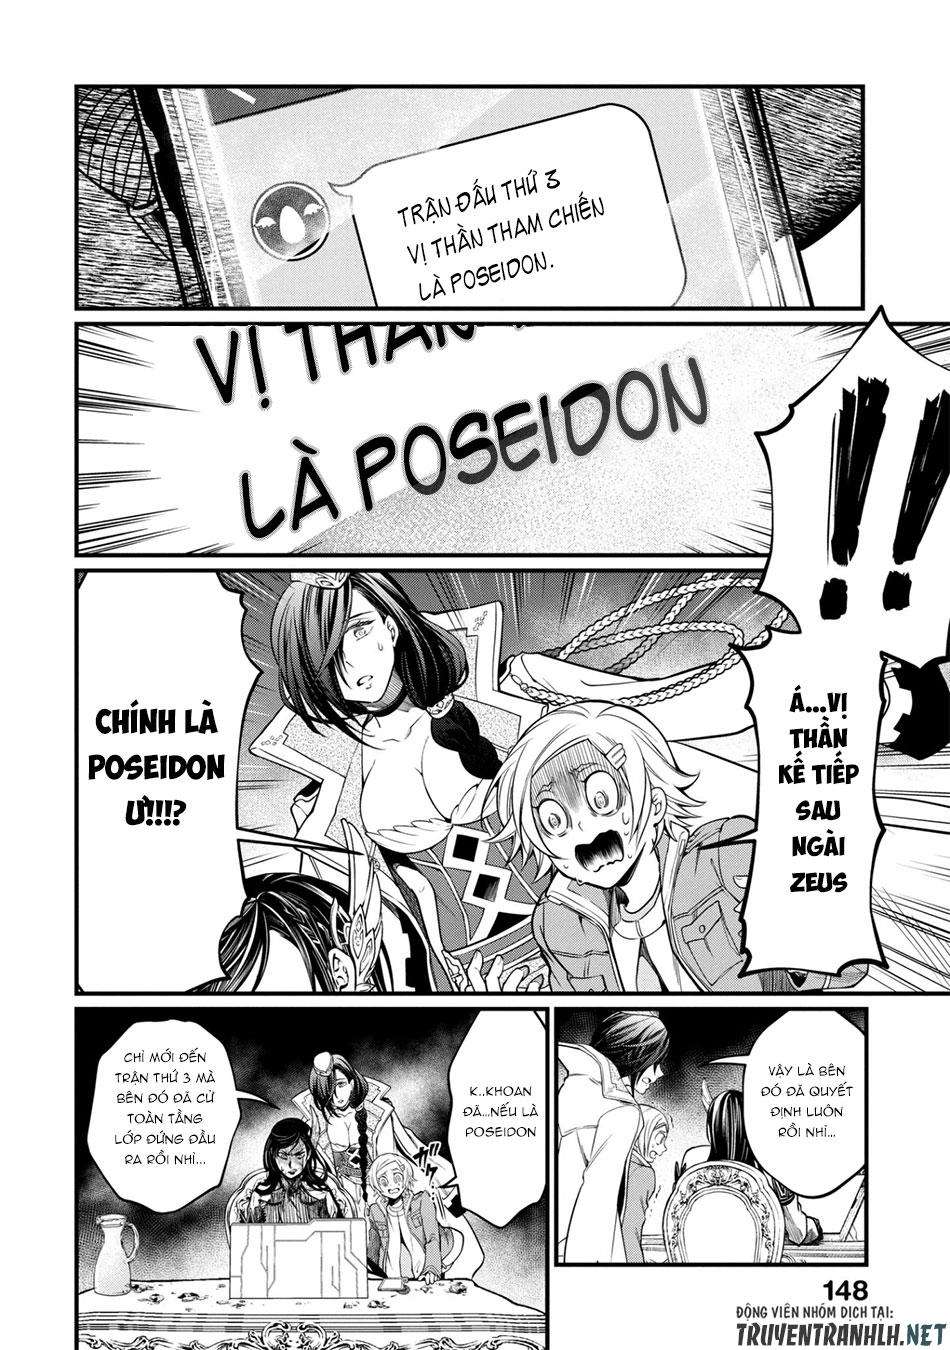 TRẬN ĐẤU THỨ 3
VỊ THẦN THAM CHIẾN
LÀ POSEIDON.
VỊ THẦN
LÀ POSEIDON
!!
Á...VỊ
THẦN
KẾ TIẾP
SAU
NGÀI
ZEUS
CHÍNH LÀ
POSEIDON
Ư!!!?
VẬY LÀ BÊN
ĐÓ ĐÃ QUYẾT
ĐỊNH LUÔN
RỒI NHỈ...
K..KHOAN
ĐÃ...NẾU LÀ
POSEIDON
CHỈ MỚI ĐẾN
TRẬN THỨ 3 MÀ
BÊN ĐÓ ĐÃ CỬ
TOÀN TẦNG
LỚP ĐỨNG ĐẦU
RA RỒI NHỈ...
148
ĐỘNG VIÊN NHÓM DỊCH TẠI:
TRUYENTRANHLH.NET